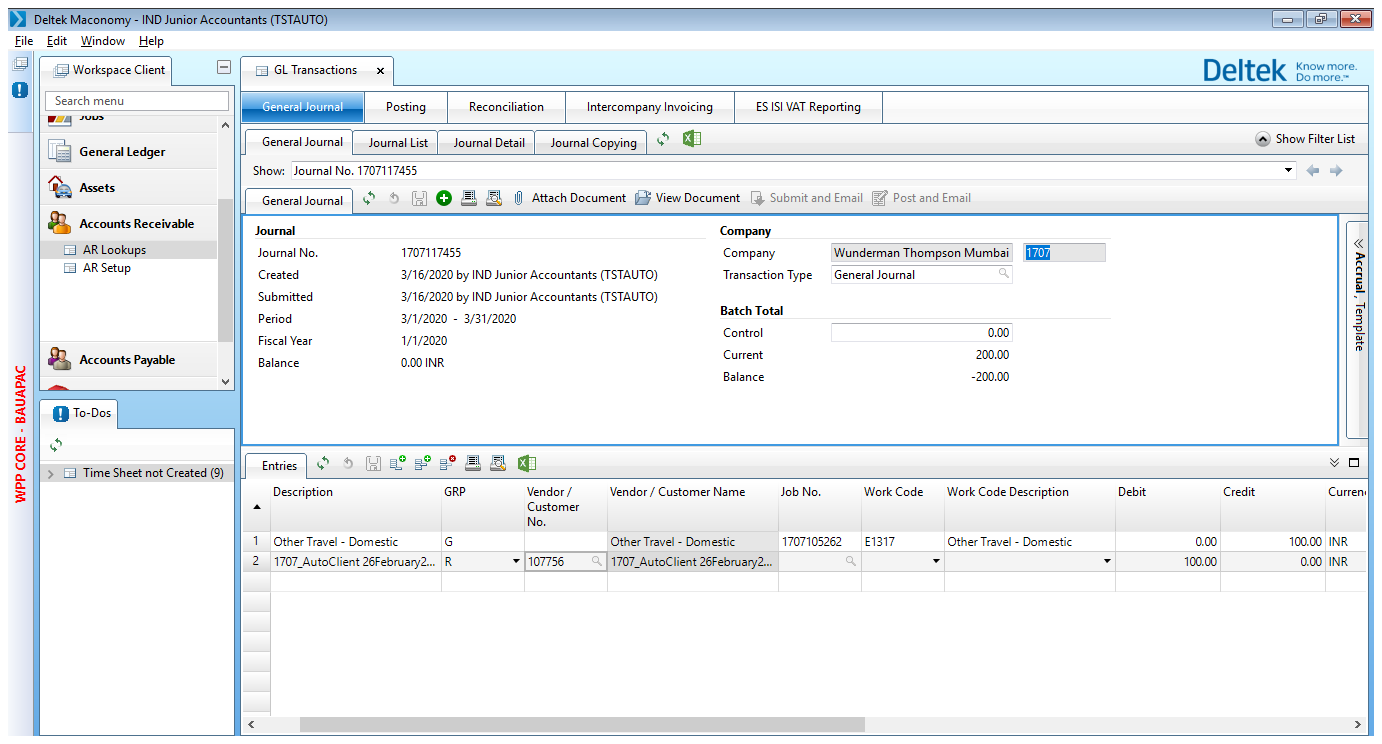 Deltek Maconomy - IND Junior Accountants (TSTAUTO)
File Edit Window Help
Workspace Client
GL Transactions x
Deltek Know more. Do more.™
Search menu
General Journal Posting Reconciliation Intercompany Invoicing ES ISI VAT Reporting
Jobs
General Ledger
Assets
Accounts Receivable
AR Lookups
AR Setup
Accounts Payable
General Journal Journal List Journal Detail Journal Copying
Show Filter List
Show: Journal No. 1707117455
General Journal Attach Document View Document Submit and Email Post and Email
Journal
Journal No. 1707117455
Created 3/16/2020 by IND Junior Accountants (TSTAUTO)
Submitted 3/16/2020 by IND Junior Accountants (TSTAUTO)
Period 3/1/2020 - 3/31/2020
Fiscal Year 1/1/2020
Balance 0.00 INR
Company
Company Wunderman Thompson Mumbai 1707
Transaction Type General Journal
Batch Total
Control 0.00
Current 200.00
Balance -200.00
Accrual, Template
WPP CORE - BAUAPAC
To-Dos
Time Sheet not Created (9)
Entries
Description GRP Vendor / Customer No. Vendor / Customer Name Job No. Work Code Work Code Description Debit Credit Curren
1 Other Travel - Domestic G Other Travel - Domestic 1707105262 E1317 Other Travel - Domestic 0.00 100.00 INR
2 1707_AutoClient 26February2... R 107756 1707_AutoClient 26February2... 100.00 0.00 INR